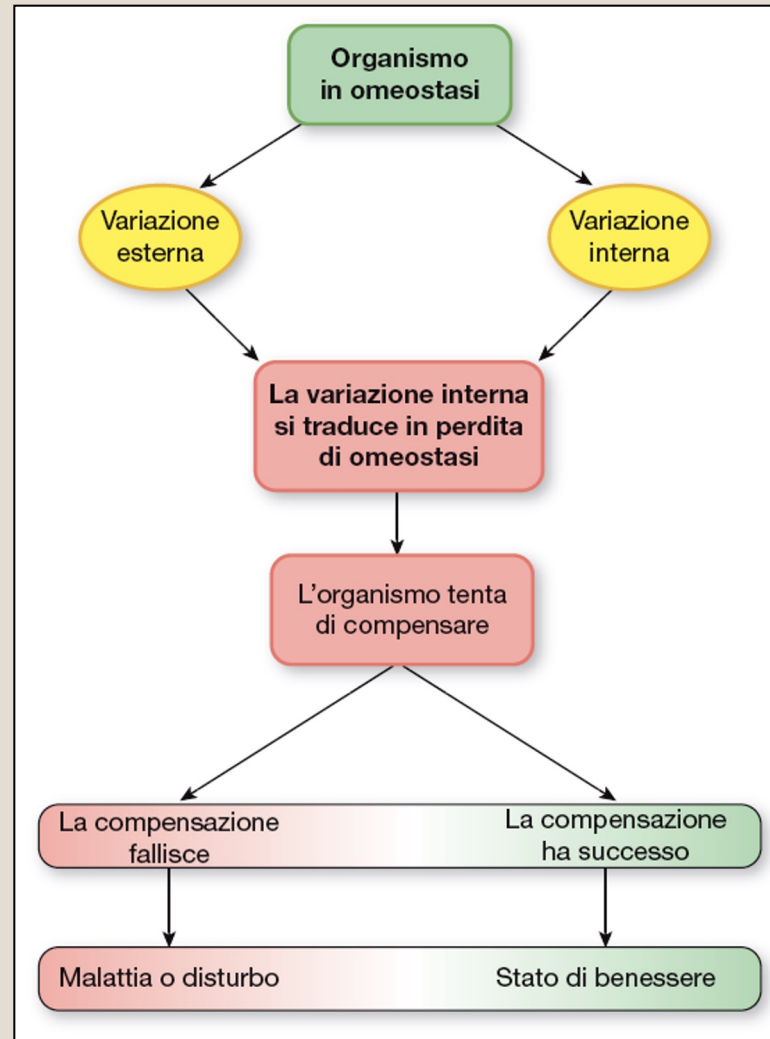 Organismo
in omeostasi
Variazione
esterna
Variazione
interna
La variazione interna
si traduce in perdita
di omeostasi
L'organismo tenta
di compensare
La compensazione
fallisce
La compensazione
ha successo
Malattia o disturbo
Stato di benessere